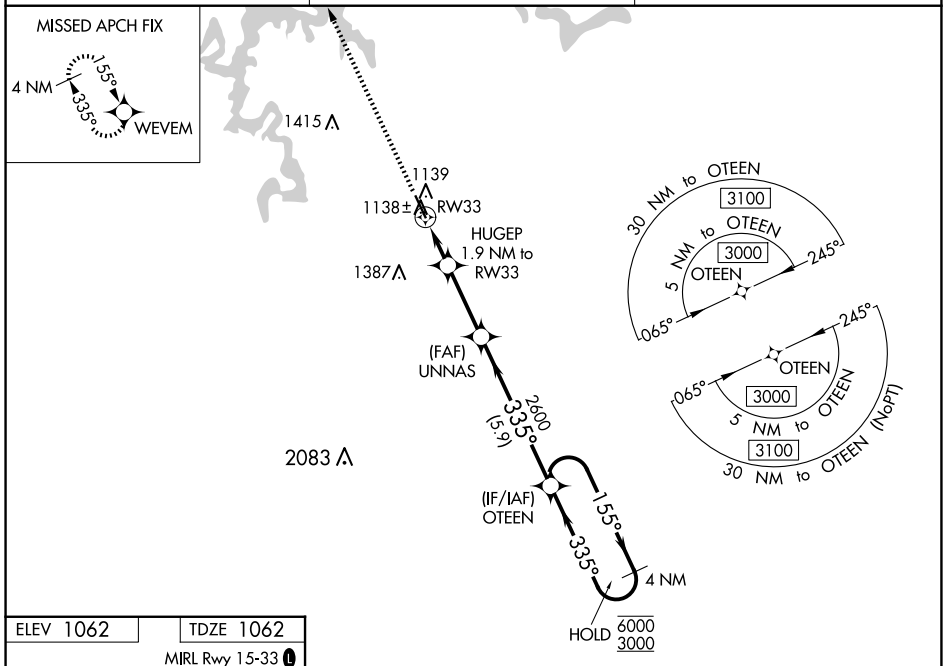 MISSED APCH FIX
4 NM
155°
335°
WEVEM
1415
1139
1138±
RW33
HUGEP
1.9 NM to
RW33
1387
(FAF)
UNNAS
2600
335°
(5.9)
2083
(IF/IAF)
OTEEN
155°
335°
4 NM
HOLD
6000
3000
30 NM to OTEEN
3100
5 NM to OTEEN
3000
OTEEN
245°
065°
245°
OTEEN
065°
3000
5 NM to OTEEN
3100
30 NM to OTEEN (NoPT)
ELEV 1062
TDZE 1062
MIRL Rwy 15-33 L